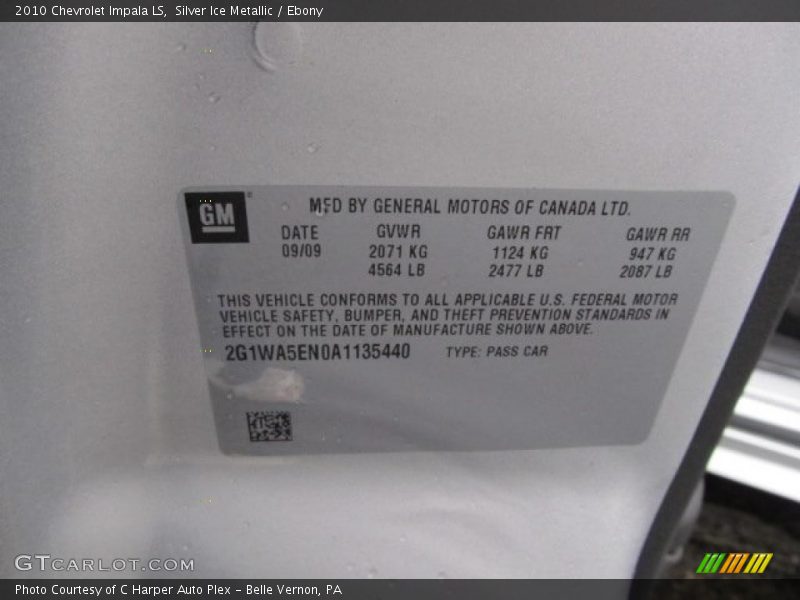 2010 Chevrolet Impala LS, Silver Ice Metallic / Ebony
GM
MFD BY GENERAL MOTORS OF CANADA LTD.
DATE GVWR GAWR FRT GAWR RR
09/09 2071 KG 1124 KG 947 KG
4564 LB 2477 LB 2087 LB
THIS VEHICLE CONFORMS TO ALL APPLICABLE U.S. FEDERAL MOTOR
VEHICLE SAFETY, BUMPER, AND THEFT PREVENTION STANDARDS IN
EFFECT ON THE DATE OF MANUFACTURE SHOWN ABOVE.
2G1WA5EN0A1135440 TYPE: PASS CAR
GTCARLOT.COM
Photo Courtesy of C Harper Auto Plex - Belle Vernon, PA